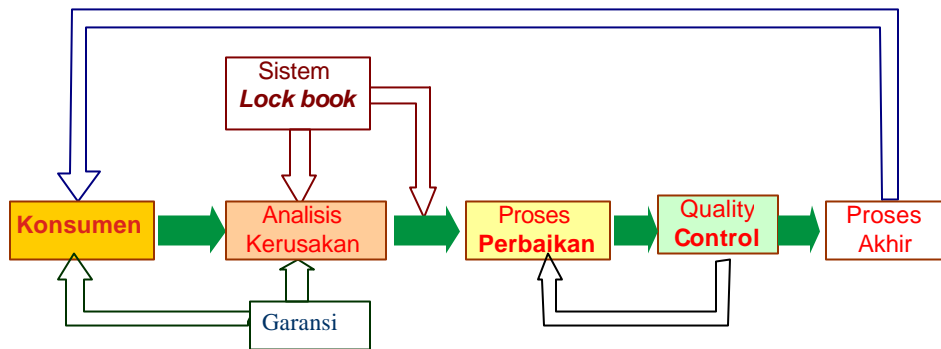 Sistem
Lock book
Konsumen
Analisis
Kerusakan
Proses
Perbaikan
Quality
Control
Proses
Akhir
Garansi